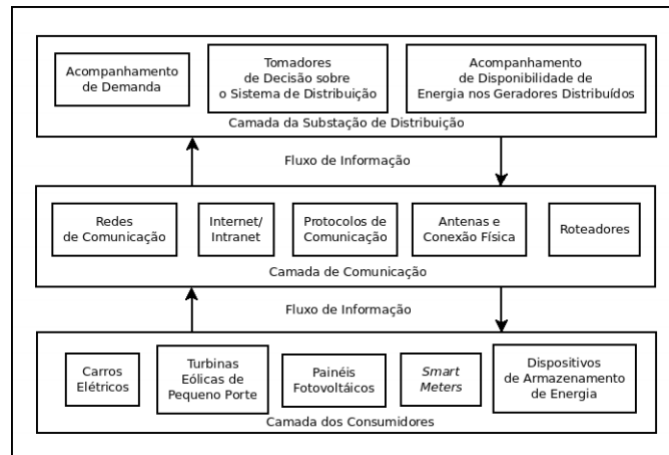 Acompanhamento
de Demanda
Tomadores
de Decisão sobre
o Sistema de Distribuição
Acompanhamento
de Disponibilidade de
Energia nos Geradores Distribuídos
Camada da Substação de Distribuição
Fluxo de Informação
Redes
de Comunicação
Internet/
Intranet
Protocolos de
Comunicação
Antenas e
Conexão Física
Roteadores
Camada de Comunicação
Fluxo de Informação
Carros
Elétricos
Turbinas
Eólicas de
Pequeno Porte
Painéis
Fotovoltáicos
Smart
Meters
Dispositivos
de Armazenamento
de Energia
Camada dos Consumidores